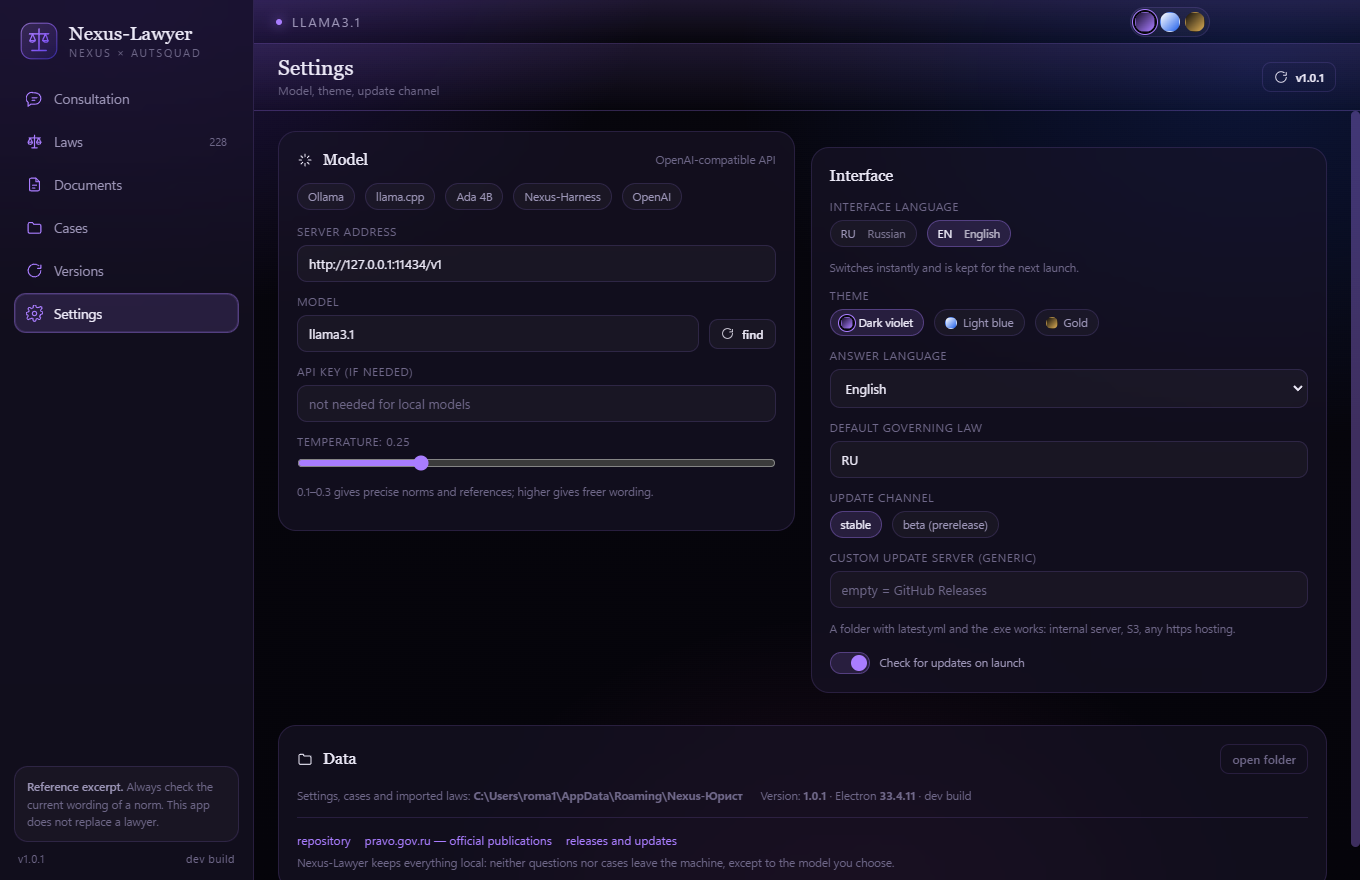 Nexus-Lawyer
NEXUS × AUTSQUAD
Consultation
Laws 228
Documents
Cases
Versions
Settings
Reference excerpt. Always check the
current wording of a norm. This app
does not replace a lawyer.
v1.0.1 dev build
LLAMA3.1
Settings
Model, theme, update channel
v1.0.1
Model OpenAI-compatible API
Ollama llama.cpp Ada 4B Nexus-Harness OpenAI
SERVER ADDRESS
http://127.0.0.1:11434/v1
MODEL
llama3.1 find
API KEY (IF NEEDED)
not needed for local models
TEMPERATURE: 0.25
0.1–0.3 gives precise norms and references; higher gives freer wording.
Interface
INTERFACE LANGUAGE
RU Russian EN English
Switches instantly and is kept for the next launch.
THEME
Dark violet Light blue Gold
ANSWER LANGUAGE
English
DEFAULT GOVERNING LAW
RU
UPDATE CHANNEL
stable beta (prerelease)
CUSTOM UPDATE SERVER (GENERIC)
empty = GitHub Releases
A folder with latest.yml and the .exe works: internal server, S3, any https hosting.
Check for updates on launch
Data open folder
Settings, cases and imported laws: C:\Users\roma1\AppData\Roaming\Nexus-Юрист Version: 1.0.1 · Electron 33.4.11 · dev build
repository pravo.gov.ru — official publications releases and updates
Nexus-Lawyer keeps everything local: neither questions nor cases leave the machine, except to the model you choose.